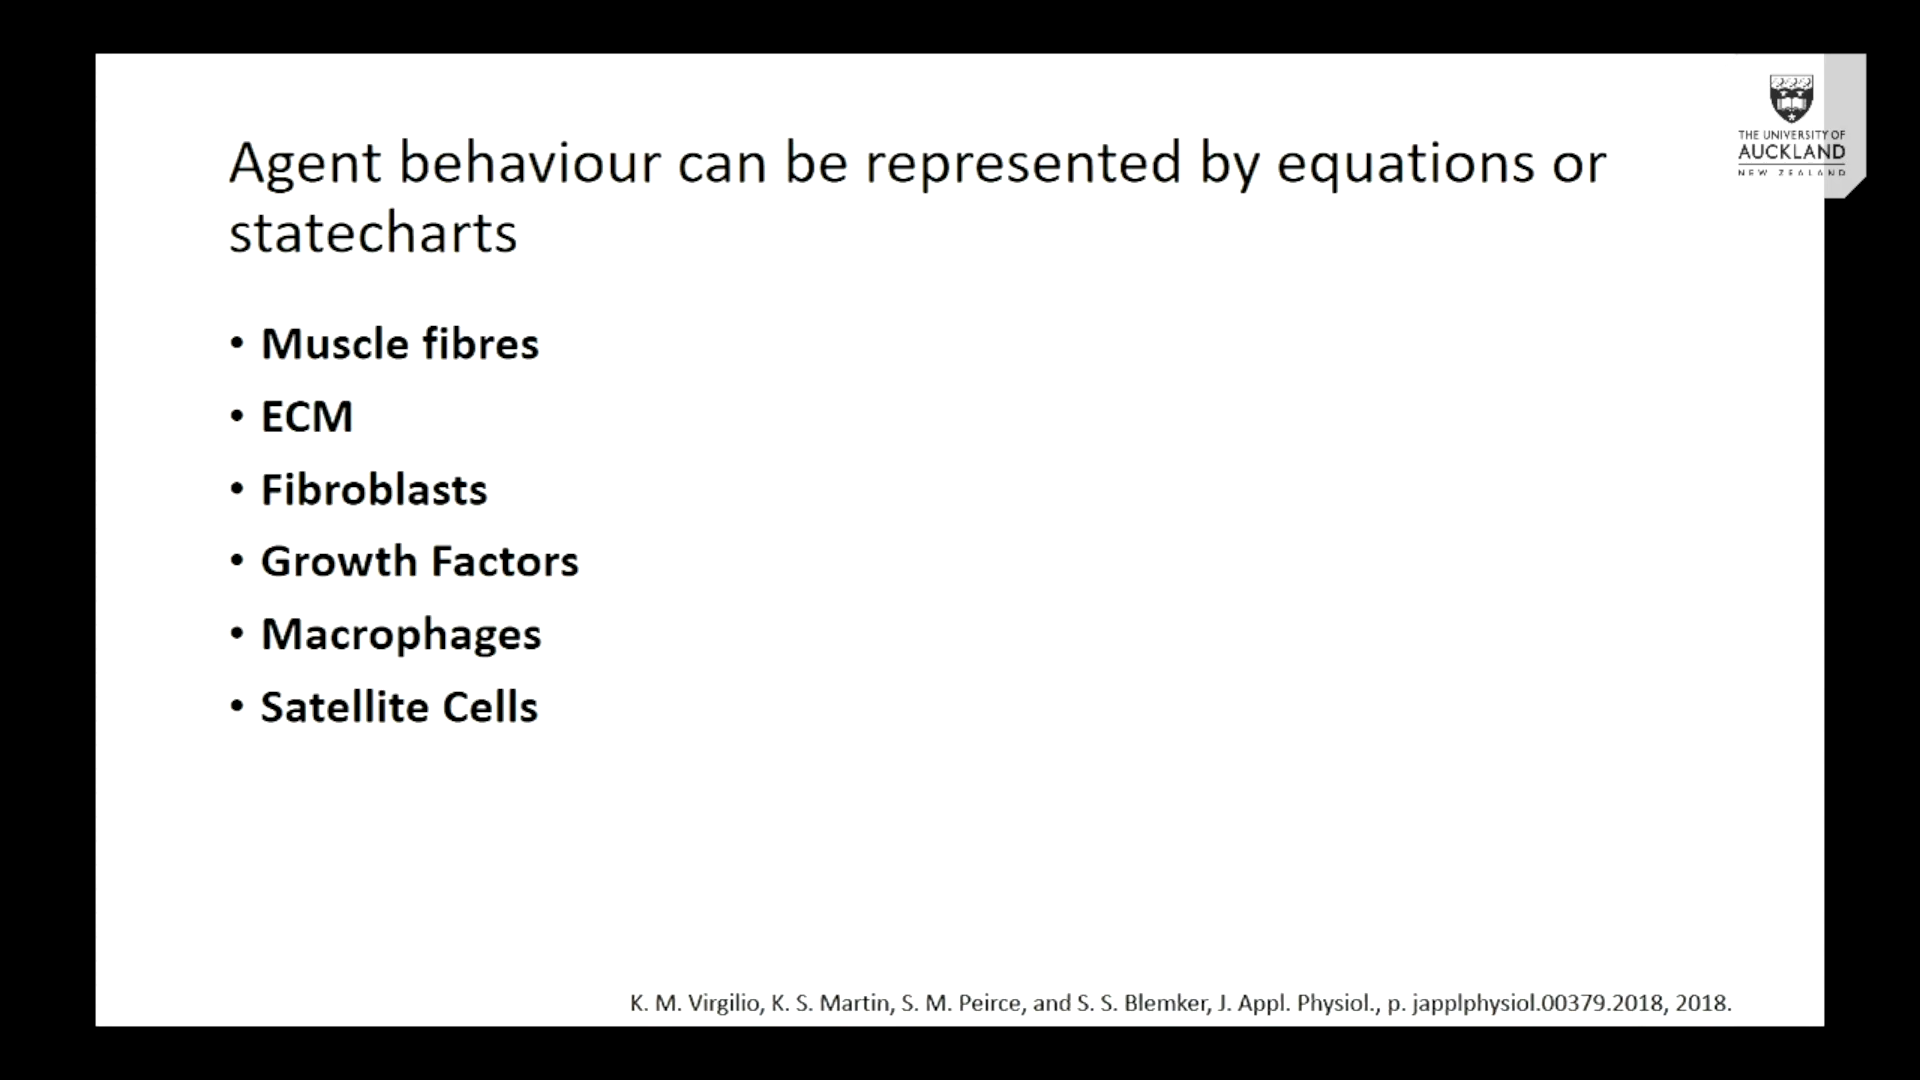 THE UNIVERSITY OF
AUCKLAND
NEW ZEALAND
Agent behaviour can be represented by equations or
statecharts
• Muscle fibres
• ECM
• Fibroblasts
• Growth Factors
• Macrophages
• Satellite Cells
K. M. Virgilio, K. S. Martin, S. M. Peirce, and S. S. Blemker, J. Appl. Physiol., p. japplphysiol.00379.2018, 2018.